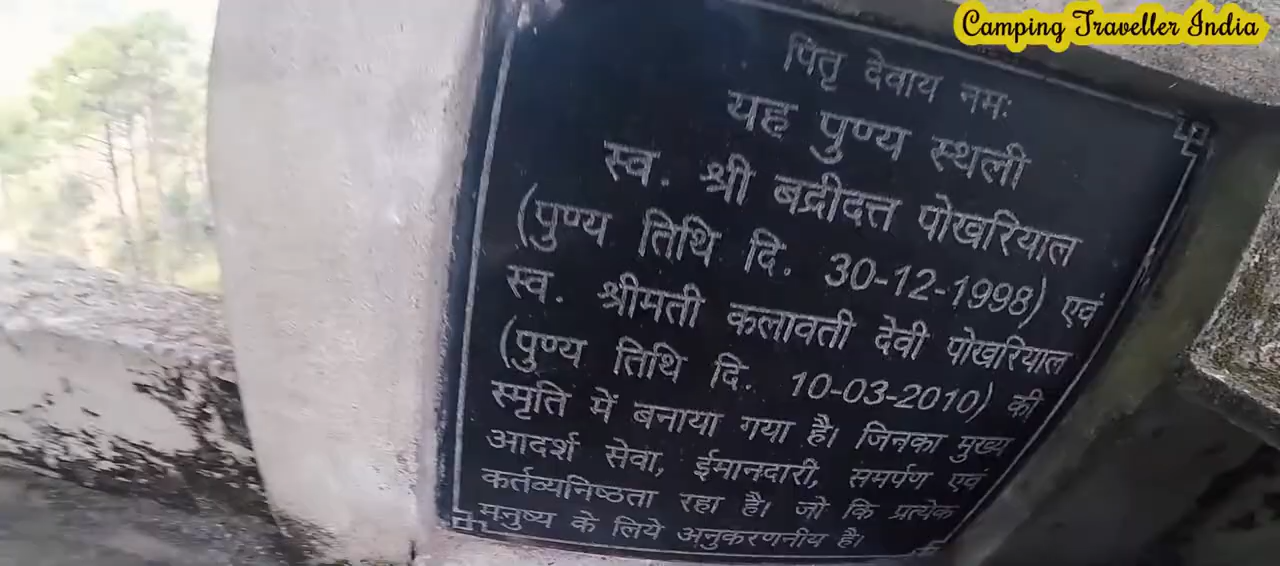 Camping Traveller India
पितृ देवाय नमः
यह पुण्य स्थली
स्व. श्री बद्रीदत्त पोखरियाल
(पुण्य तिथि दि. 30-12-1998) एवं
स्व. श्रीमती कलावती देवी पोखरियाल
(पुण्य तिथि दि. 10-03-2010) की
स्मृति में बनाया गया है। जिनका मुख्य
आदर्श सेवा, ईमानदारी, समर्पण एवं
कर्तव्यनिष्ठता रहा है। जो कि प्रत्येक
मनुष्य के लिये अनुकरणनीय है।